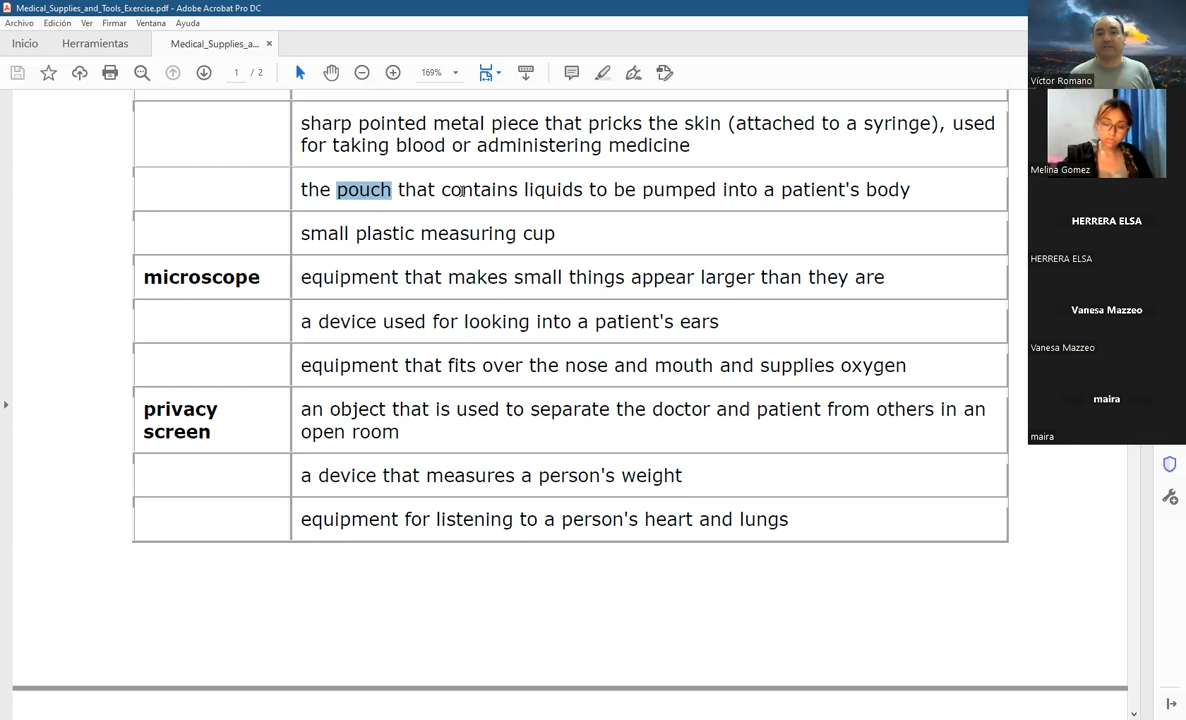 Medical_Supplies_and_Tools_Exercise.pdf - Adobe Acrobat Pro DC
Archivo Edición Ver Firmar Ventana Ayuda
Inicio Herramientas Medical_Supplies_a... ×
1 / 2 169%
sharp pointed metal piece that pricks the skin (attached to a syringe), used
for taking blood or administering medicine
the pouch that contains liquids to be pumped into a patient's body
small plastic measuring cup
microscope equipment that makes small things appear larger than they are
a device used for looking into a patient's ears
equipment that fits over the nose and mouth and supplies oxygen
privacy
screen
an object that is used to separate the doctor and patient from others in an
open room
a device that measures a person's weight
equipment for listening to a person's heart and lungs
Víctor Romano
Melina Gomez
HERRERA ELSA
HERRERA ELSA
Vanesa Mazzeo
Vanesa Mazzeo
maira
maira